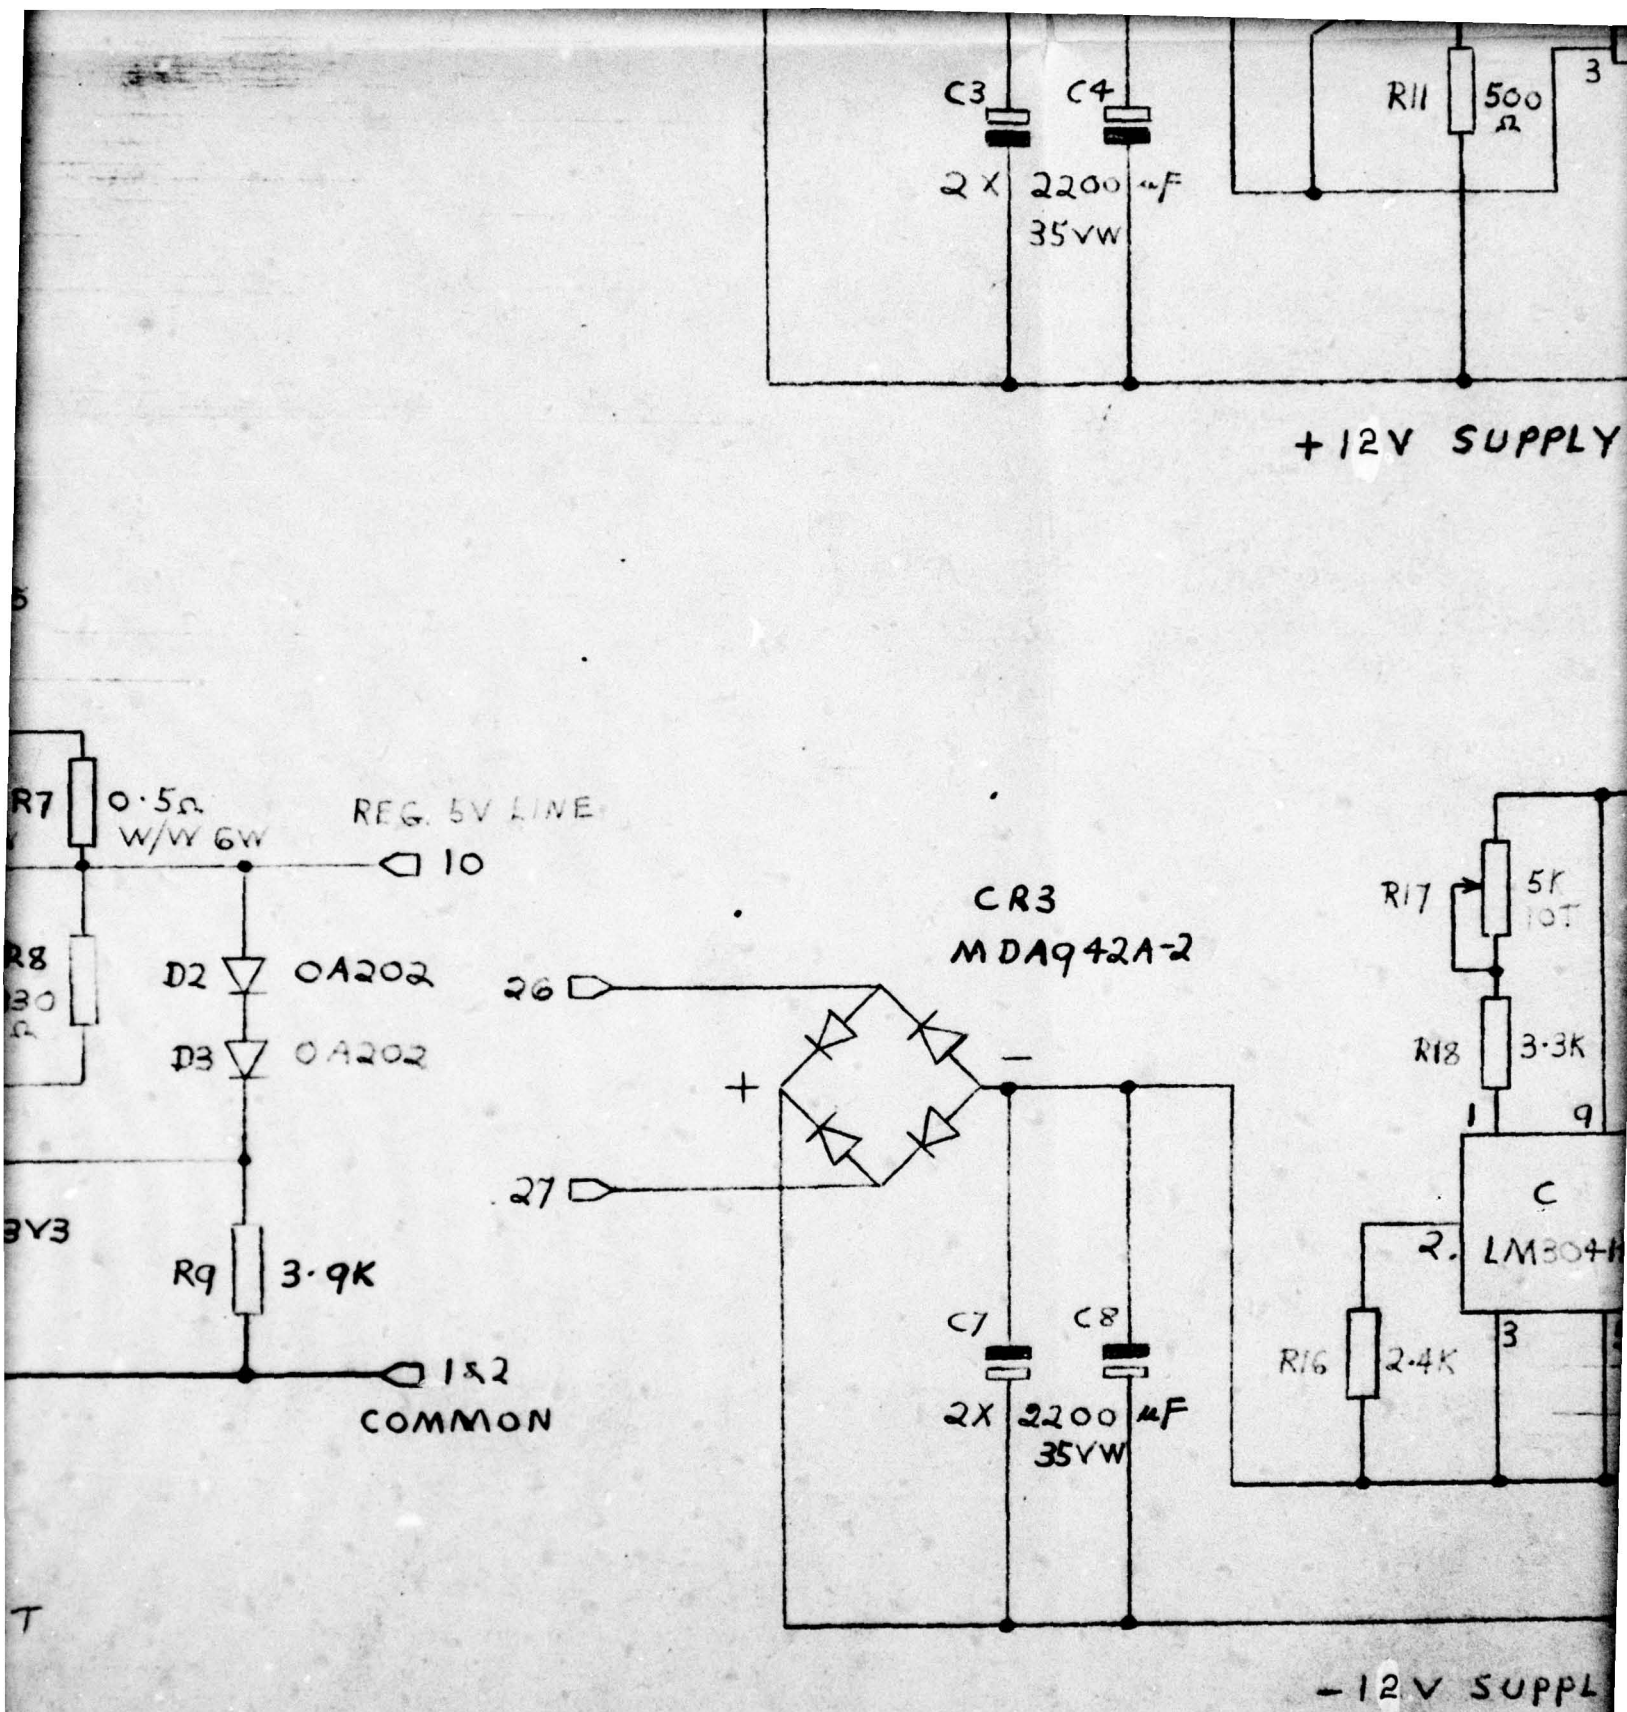 C3
C4
2 X 2200 µF
35VW
R11 500
Ω
3
+12V SUPPLY
R7 0.5Ω
W/W 6W
REG. 5V LINE
10
R8
Ω
D2 OA202
D3 OA202
3V3
R9 3.9K
1&2
COMMON
CR3
MDA942A-2
26
+
-
27
C7
C8
2X 2200 µF
35VW
R17 5K
10T
R18 3.3K
1
9
C
2.
LM304H
3
R16 2.4K
T
-12V SUPPL